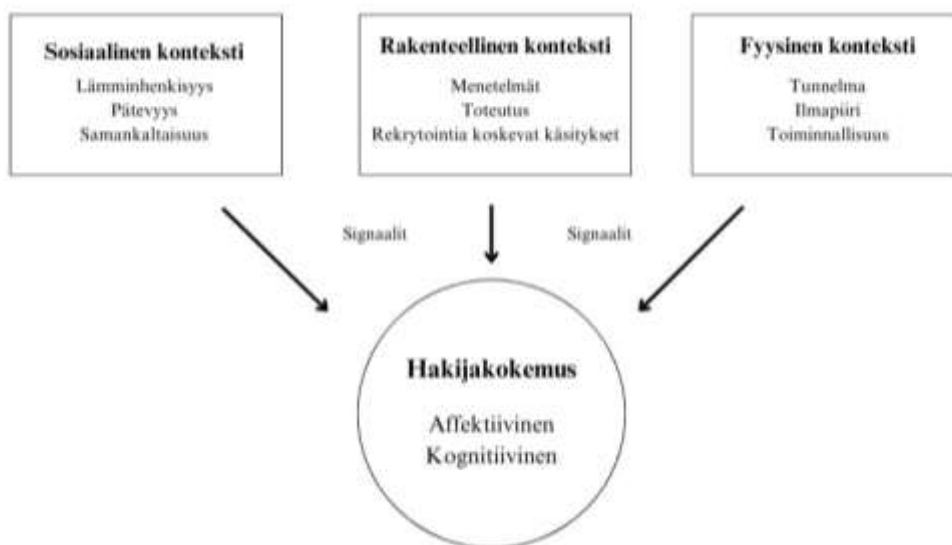 Sosiaalinen konteksti
Lämminhenkisyys
Pätevyys
Samankaltaisuus
Rakenteellinen konteksti
Menetelmät
Toteutus
Rekrytointia koskevat käsitykset
Fyysinen konteksti
Tunnelma
Ilmapiiri
Toiminnallisuus
Signaalit
Signaalit
Hakijakokemus
Affektiivinen
Kognitiivinen